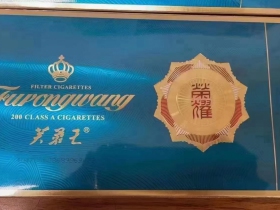 FILTER CIGARETTES
Furongwang
200 CLASS A CIGARETTES
芙蓉王®
荣耀